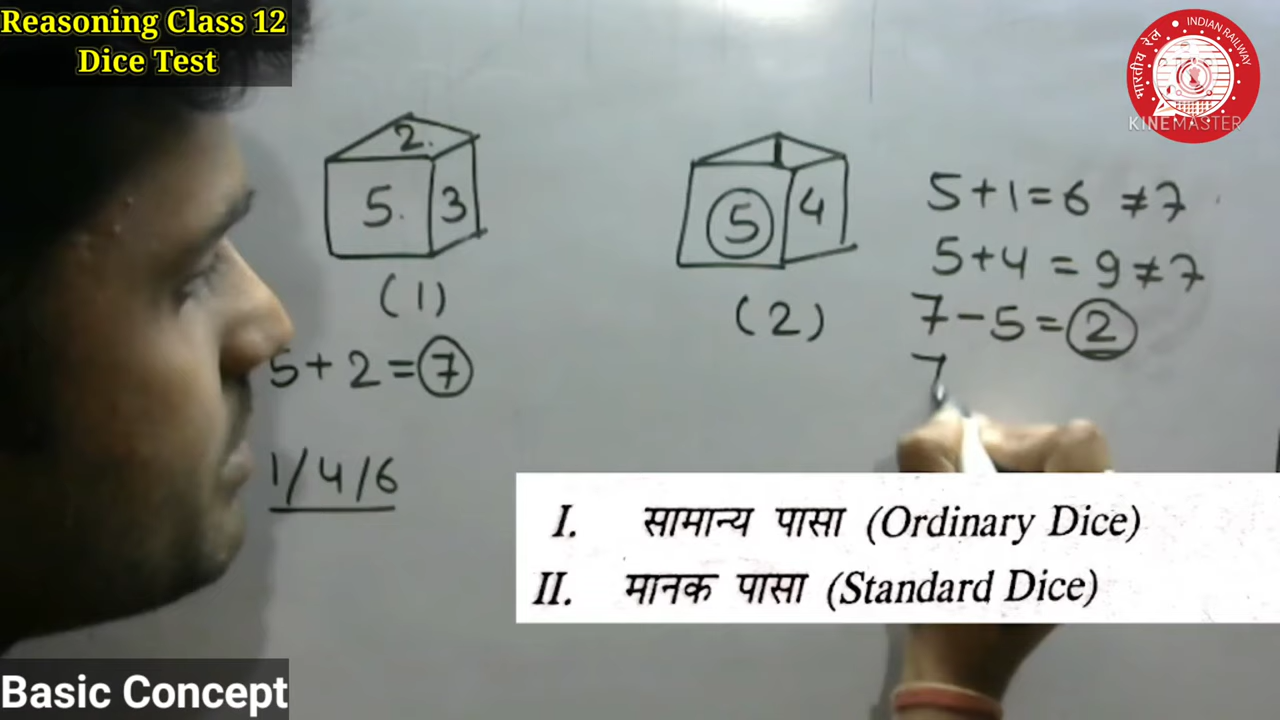 Reasoning Class 12
Dice Test
भारतीय रेल INDIAN RAILWAY
KINEMASTER
2.
5.
3
(1)
5+2=7
1/4/6
1
5
4
(2)
5+1=6 ≠7
5+4=9≠7
7-5=2
7
I. सामान्य पासा (Ordinary Dice)
II. मानक पासा (Standard Dice)
Basic Concept